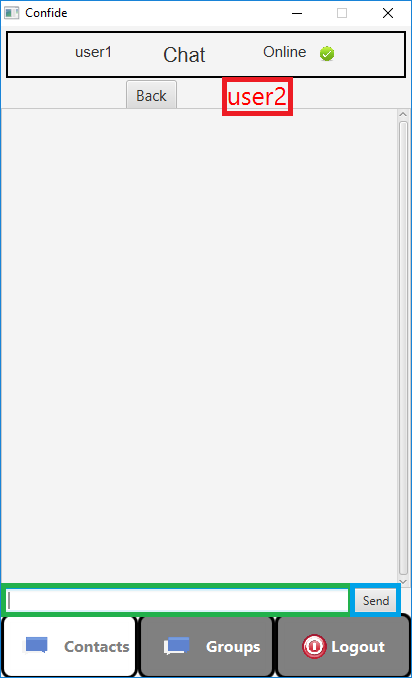 Confide
user1 Chat Online
Back user2
Send
Contacts Groups Logout